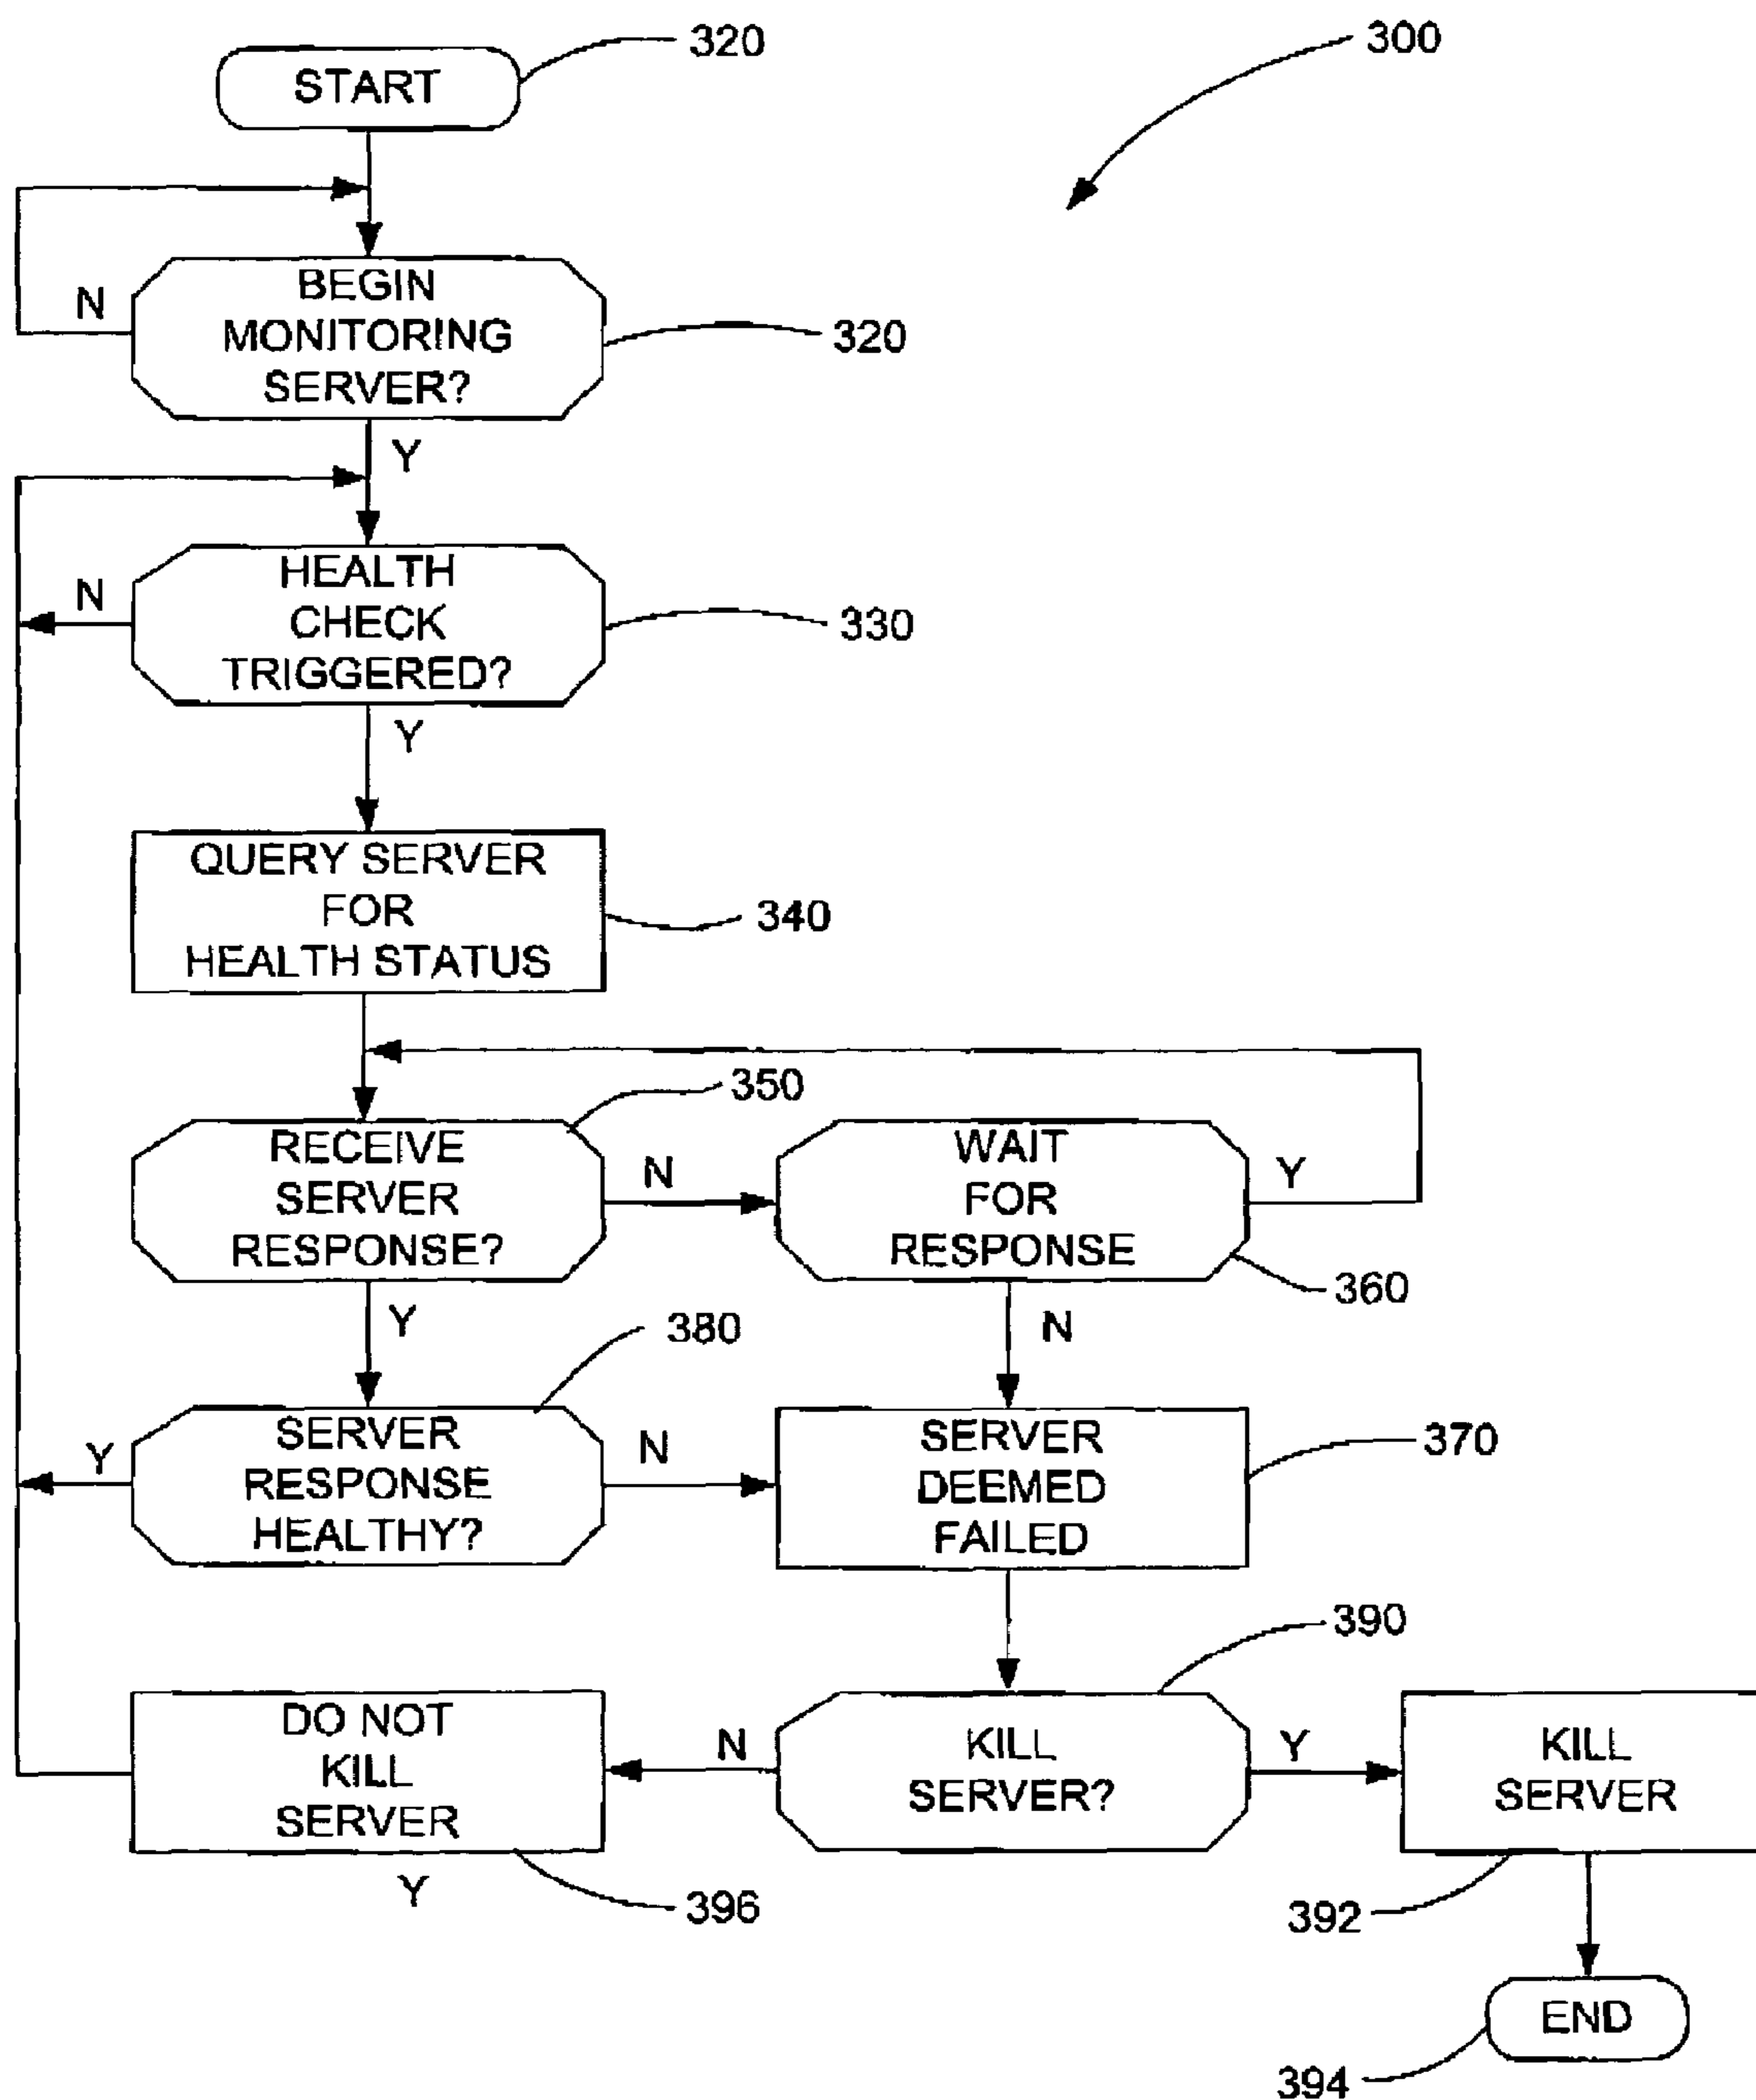 320
300
START
BEGIN
MONITORING
SERVER?
N
320
Y
HEALTH
CHECK
TRIGGERED?
N
330
Y
QUERY SERVER
FOR
HEALTH STATUS
340
350
RECEIVE
SERVER
RESPONSE?
N
WAIT
FOR
RESPONSE
Y
360
Y
380
N
SERVER
RESPONSE
HEALTHY?
Y
N
SERVER
DEEMED
FAILED
370
390
DO NOT
KILL
SERVER
N
KILL
SERVER?
Y
KILL
SERVER
Y
396
392
END
394